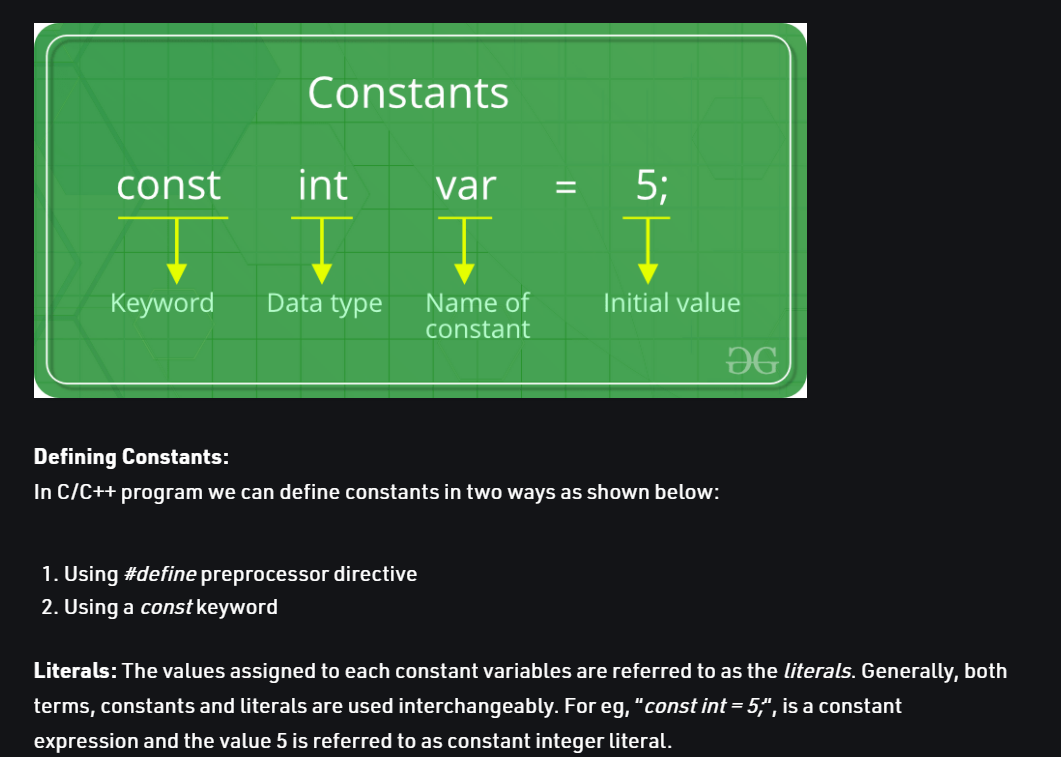 Constants
const int var = 5;
Keyword Data type Name of constant Initial value
GG
Defining Constants:
In C/C++ program we can define constants in two ways as shown below:
1. Using #define preprocessor directive
2. Using a const keyword
Literals: The values assigned to each constant variables are referred to as the literals. Generally, both
terms, constants and literals are used interchangeably. For eg, “const int = 5;“, is a constant
expression and the value 5 is referred to as constant integer literal.